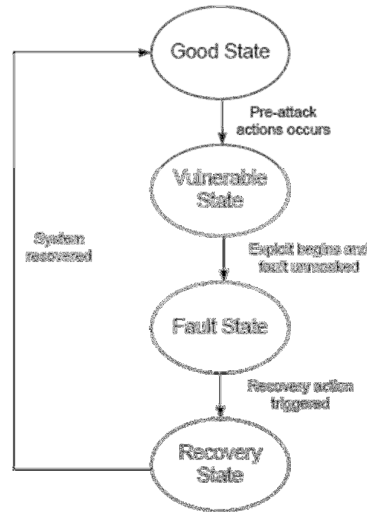 Good State
Pre-attack
actions occurs
Vulnerable
State
System
recovered
Exploit begins and
fault unmasked
Fault State
Recovery action
triggered
Recovery
State